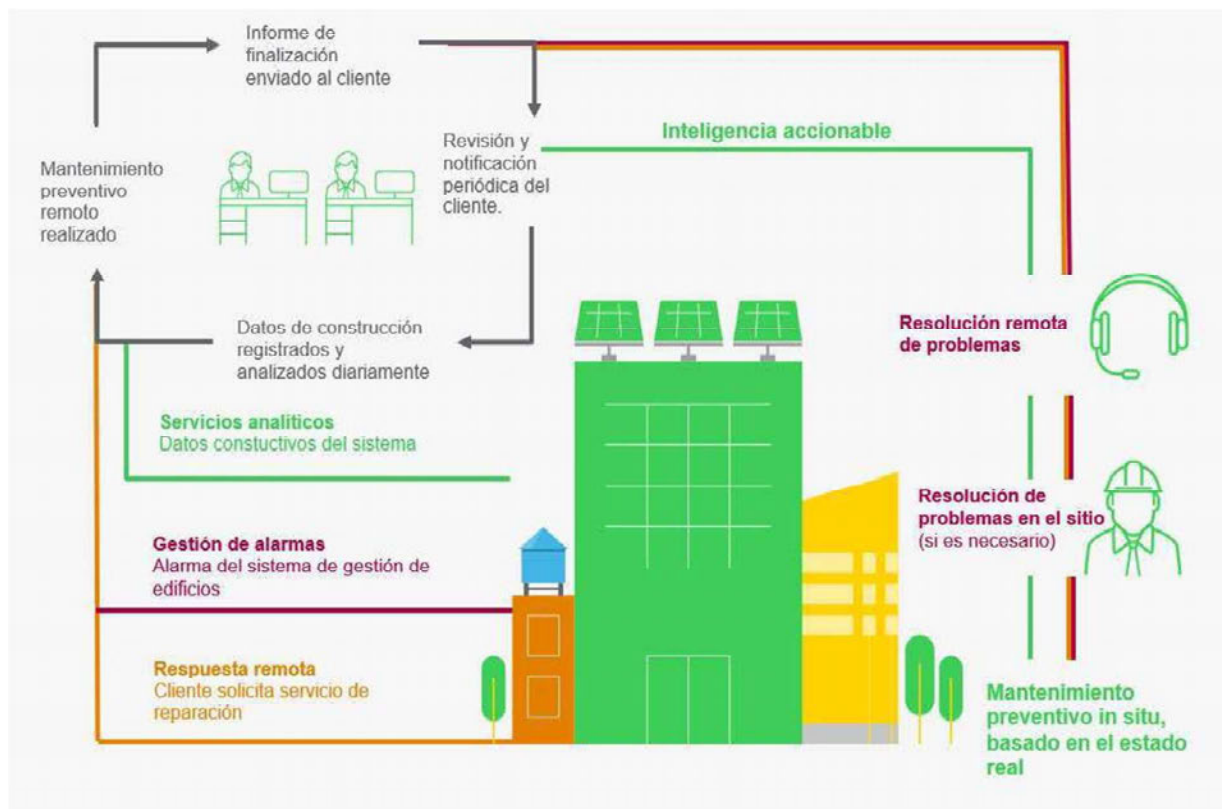 Informe de
finalización
enviado al cliente
Inteligencia accionable
Revisión y
notificación
periódica del
cliente.
Mantenimiento
preventivo
remoto
realizado
Datos de construcción
registrados y
analizados diariamente
Resolución remota
de problemas
Servicios analíticos
Datos constuctivos del sistema
Resolución de
problemas en el sitio
(si es necesario)
Gestión de alarmas
Alarma del sistema de gestión de
edificios
Respuesta remota
Cliente solicita servicio de
reparación
Mantenimiento
preventivo in situ,
basado en el estado
real